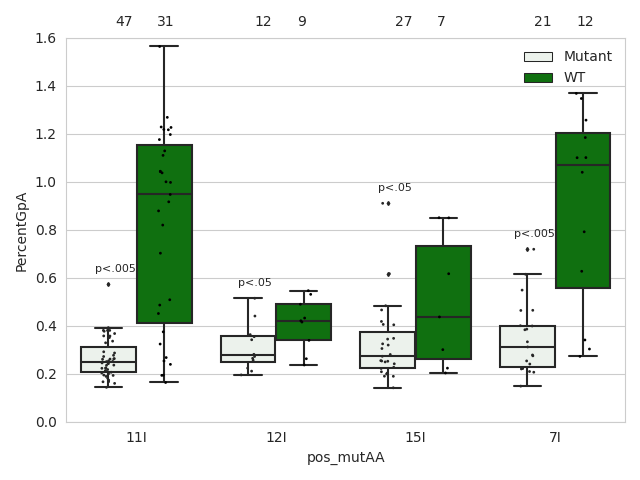 47 31 12 9 27 7 21 12
1.6
Mutant
WT
1.4
1.2
1.0
p<.05
0.8
p<.005
p<.005
p<.05
0.6
0.4
0.2
0.0
PercentGpA
11I 12I 15I 7I
pos_mutAA